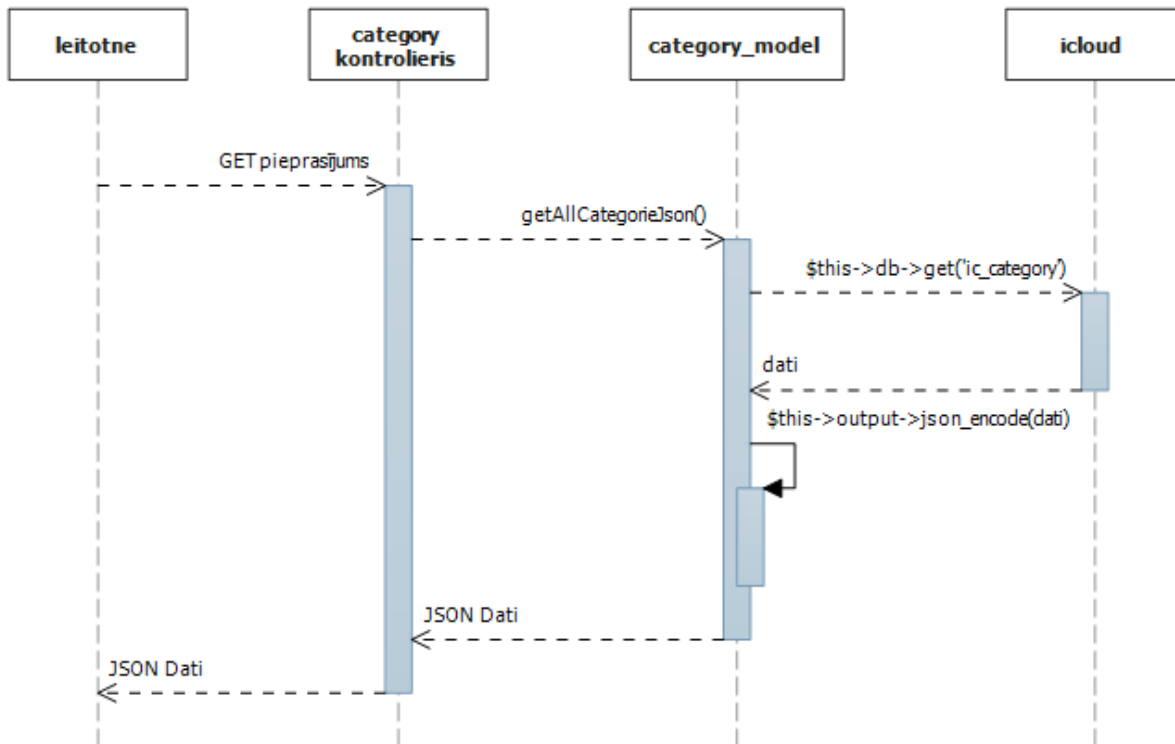 leitotne
category
kontrolieris
category_model
icloud
GET pieprasījums
getAllCategorieJson()
$this->db->get('ic_category')
dati
$this->output->json_encode(dati)
JSON Dati
JSON Dati